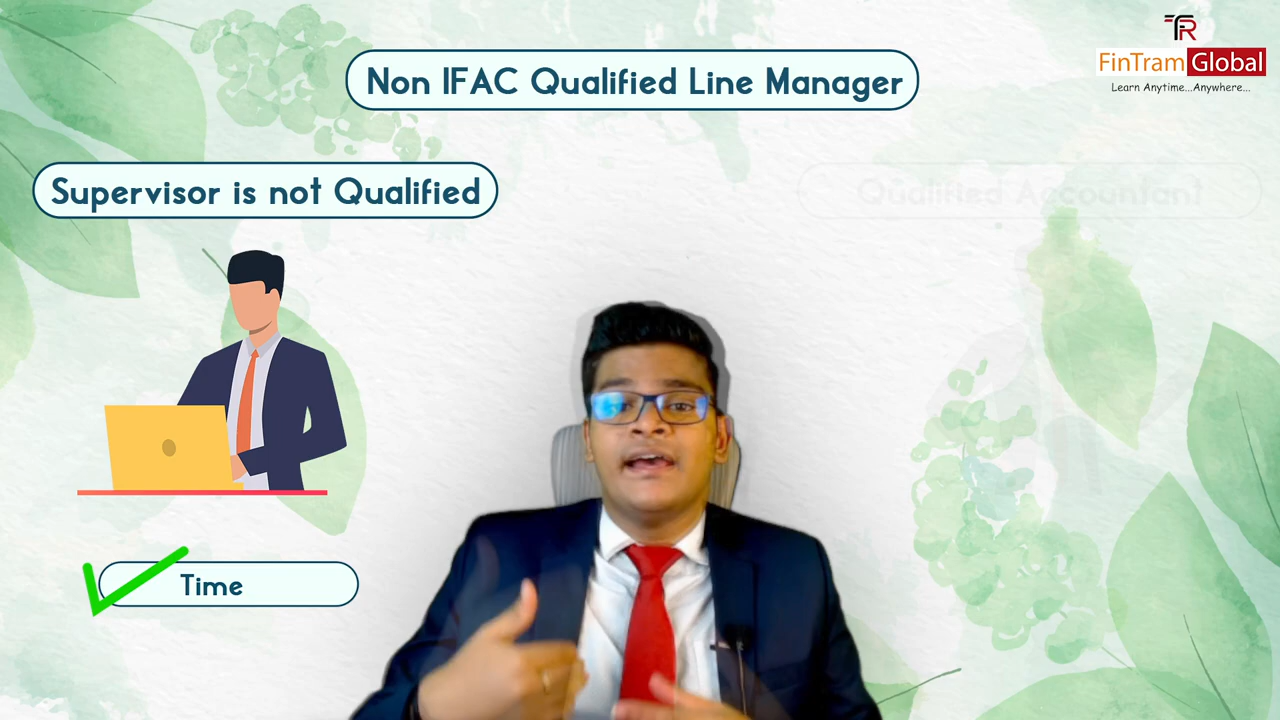 Non IFAC Qualified Line Manager
FinTram Global
Learn Anytime...Anywhere...
Supervisor is not Qualified
Qualified Accountant
Time